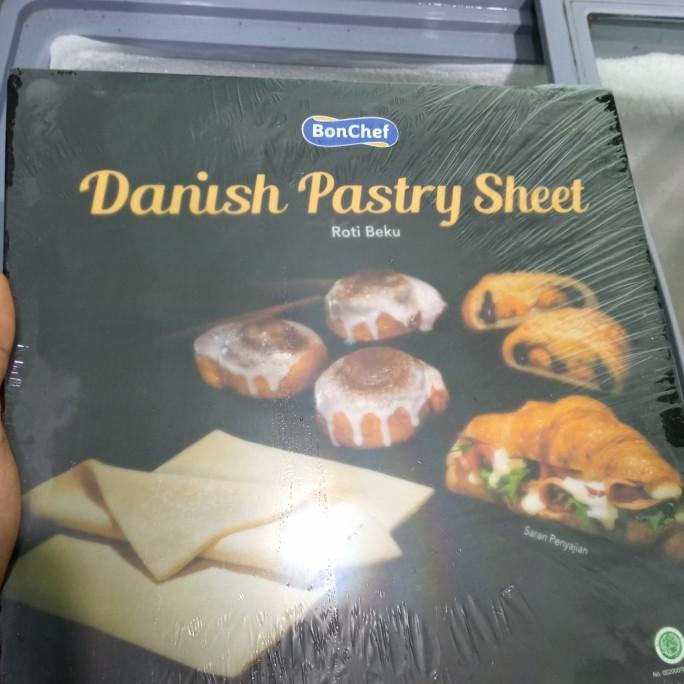 BonChef
Danish Pastry Sheet
Roti Beku
Saran Penyajian